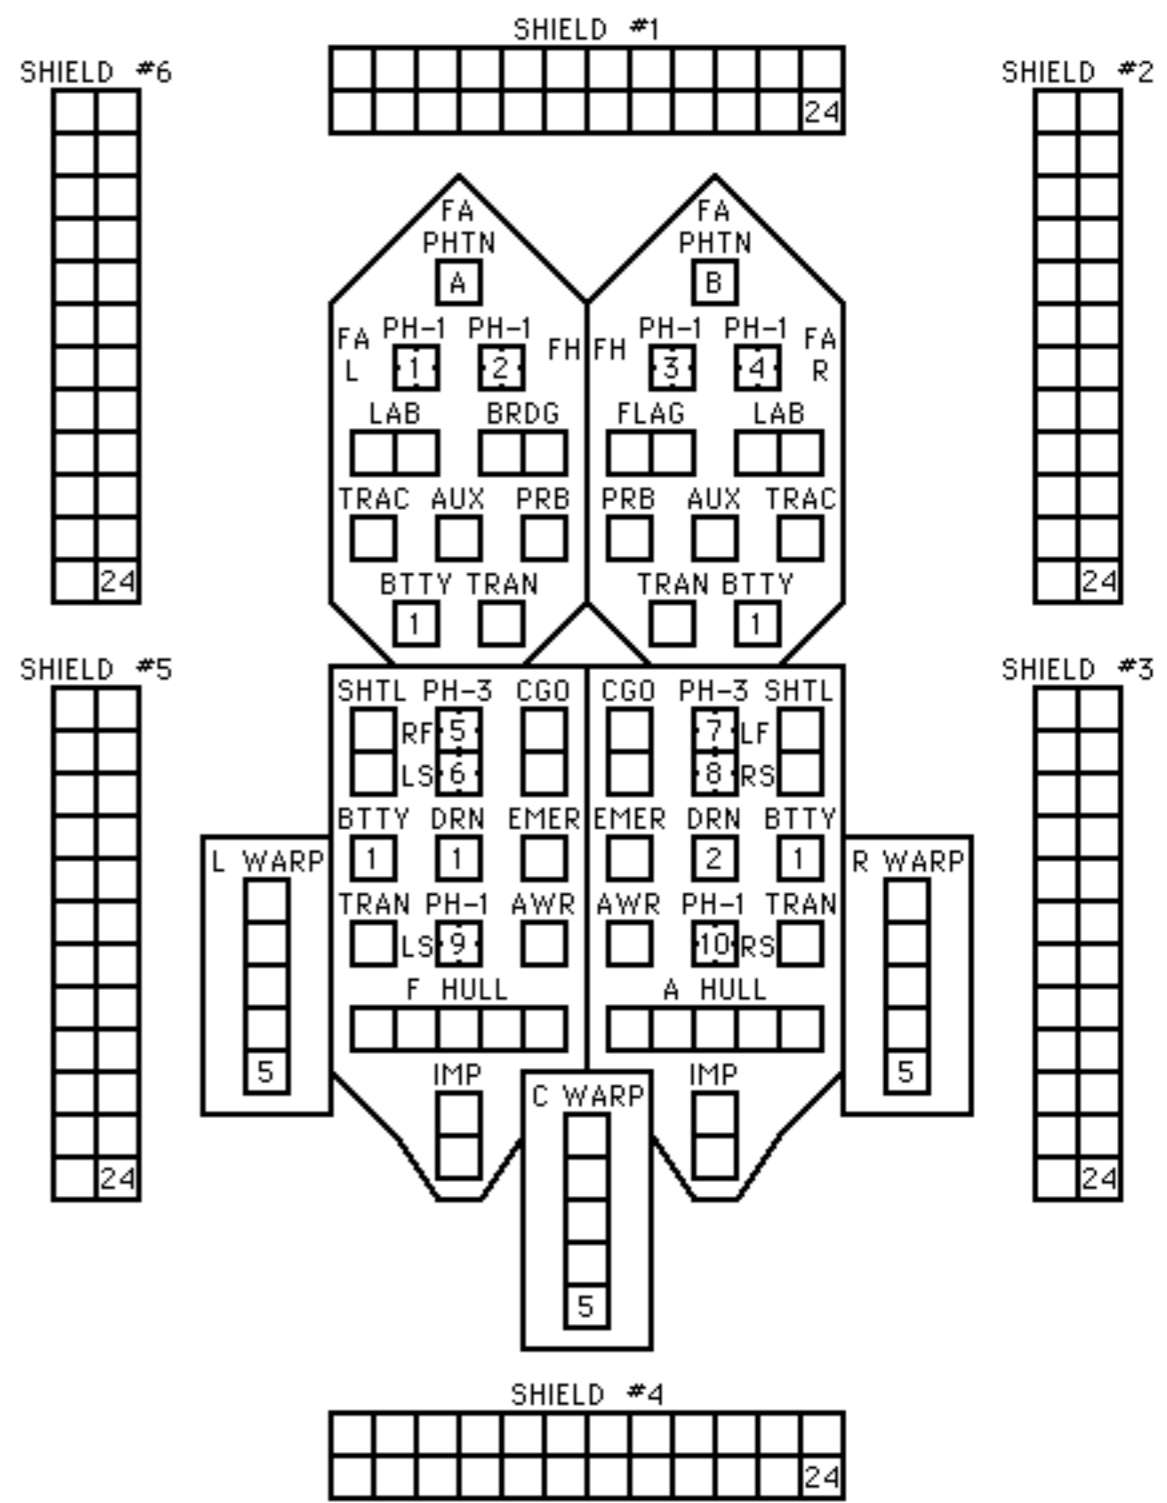 SHIELD #1
SHIELD #6
SHIELD #2
24
FA FA
PHTN PHTN
A B
FA L PH-1 PH-1 FH FH PH-1 PH-1 FA R
1 2 3 4
LAB BRDG FLAG LAB
TRAC AUX PRB PRB AUX TRAC
24 24
BTTY TRAN TRAN BTTY
1 1
SHIELD #5
SHIELD #3
SHTL PH-3 CGO CGO PH-3 SHTL
RF 5 7 LF
LS 6 8 RS
BTTY DRN EMER EMER DRN BTTY
1 1 2 1
L WARP R WARP
TRAN PH-1 AWR AWR PH-1 TRAN
LS 9 10 RS
F HULL A HULL
5 5
IMP IMP
C WARP
24 24
5
SHIELD #4
24